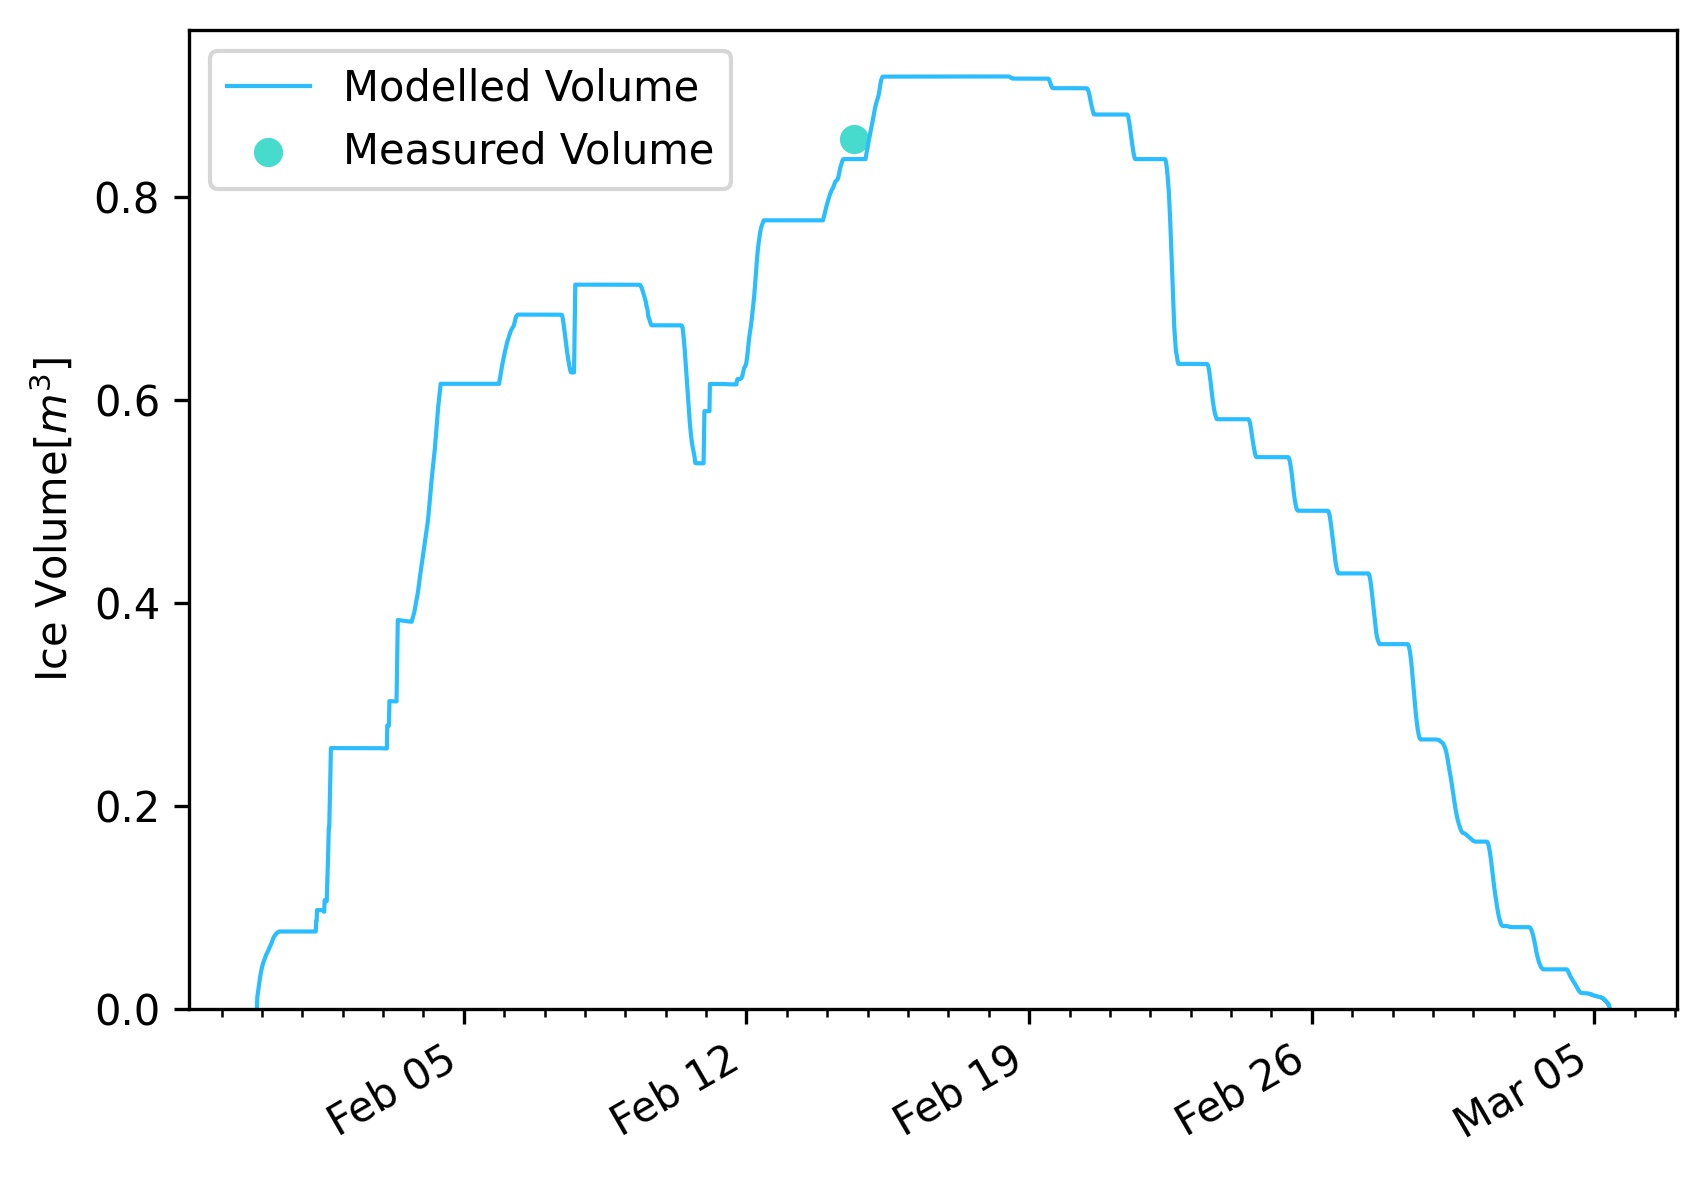 Modelled Volume
Measured Volume
Ice Volume[m³]
0.8
0.6
0.4
0.2
0.0
Feb 05
Feb 12
Feb 19
Feb 26
Mar 05